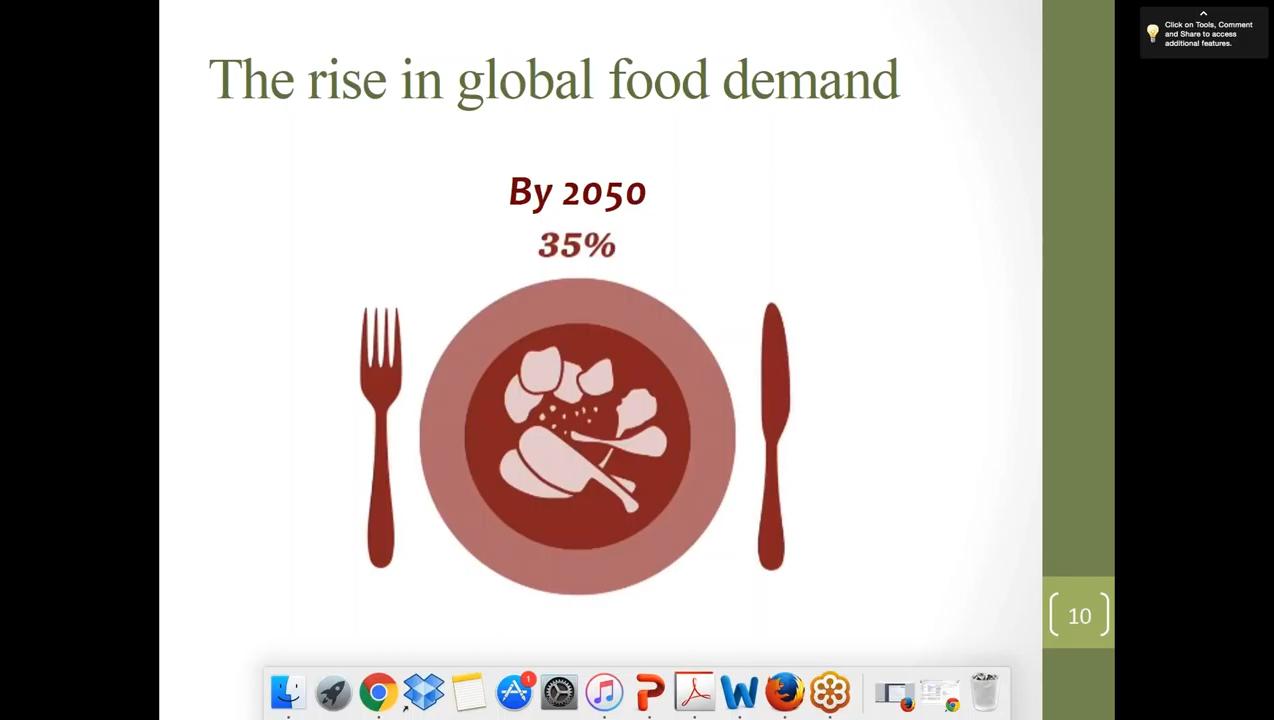 Click on Tools, Comment
and Share to access
additional features.
The rise in global food demand
By 2050
35%
10
1